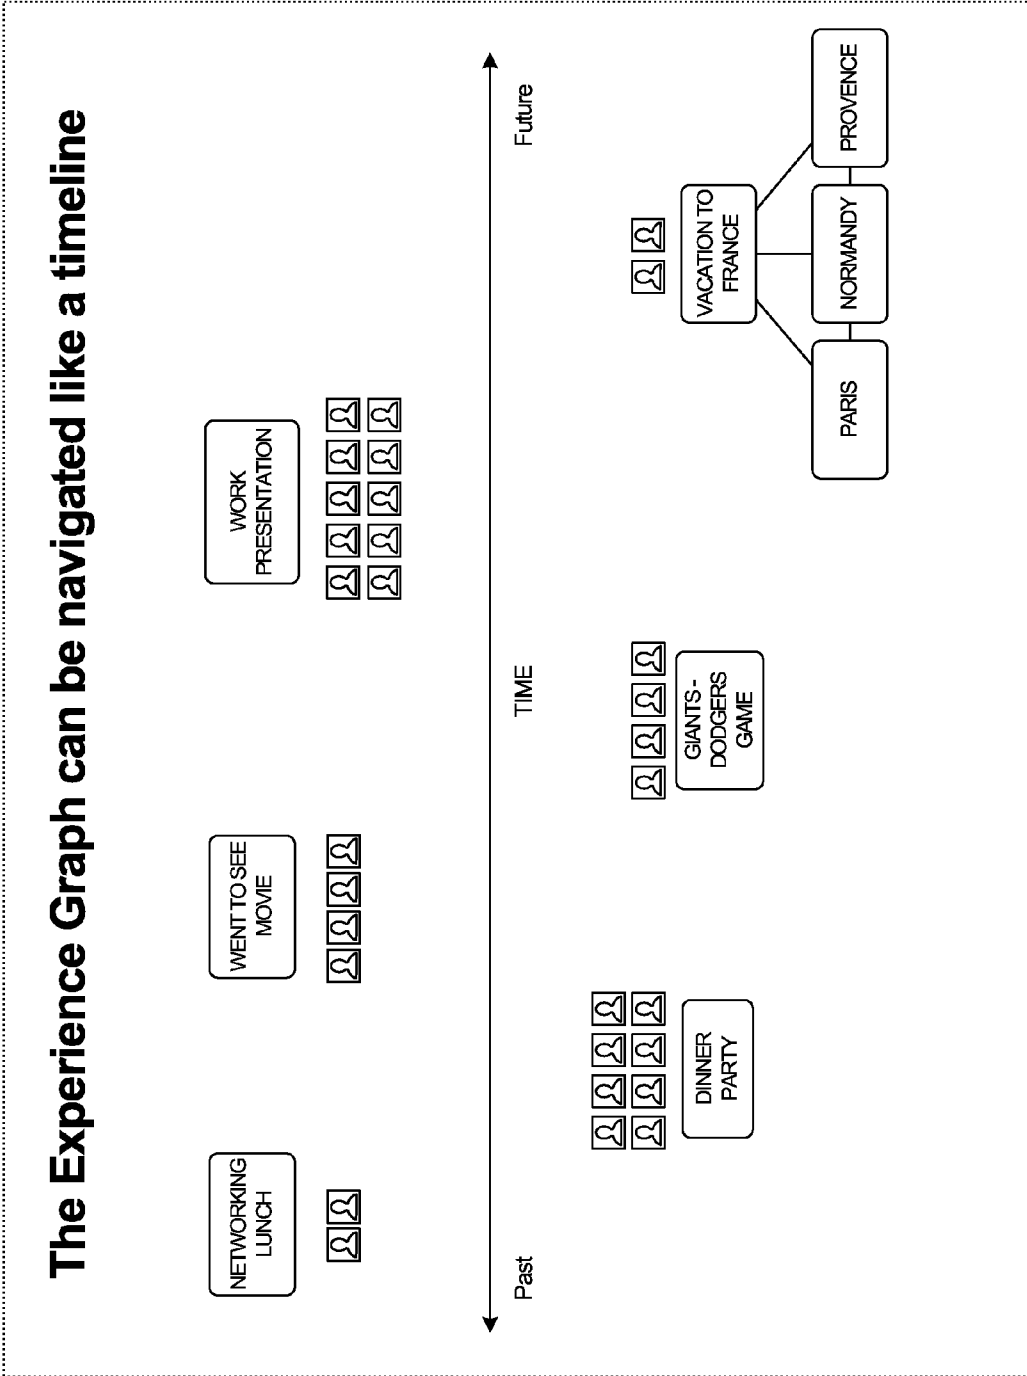 The Experience Graph can be navigated like a timeline
NETWORKING
LUNCH
WENT TO SEE
MOVIE
WORK
PRESENTATION
Past
TIME
Future
DINNER
PARTY
GIANTS -
DODGERS
GAME
VACATION TO
FRANCE
PARIS
NORMANDY
PROVENCE